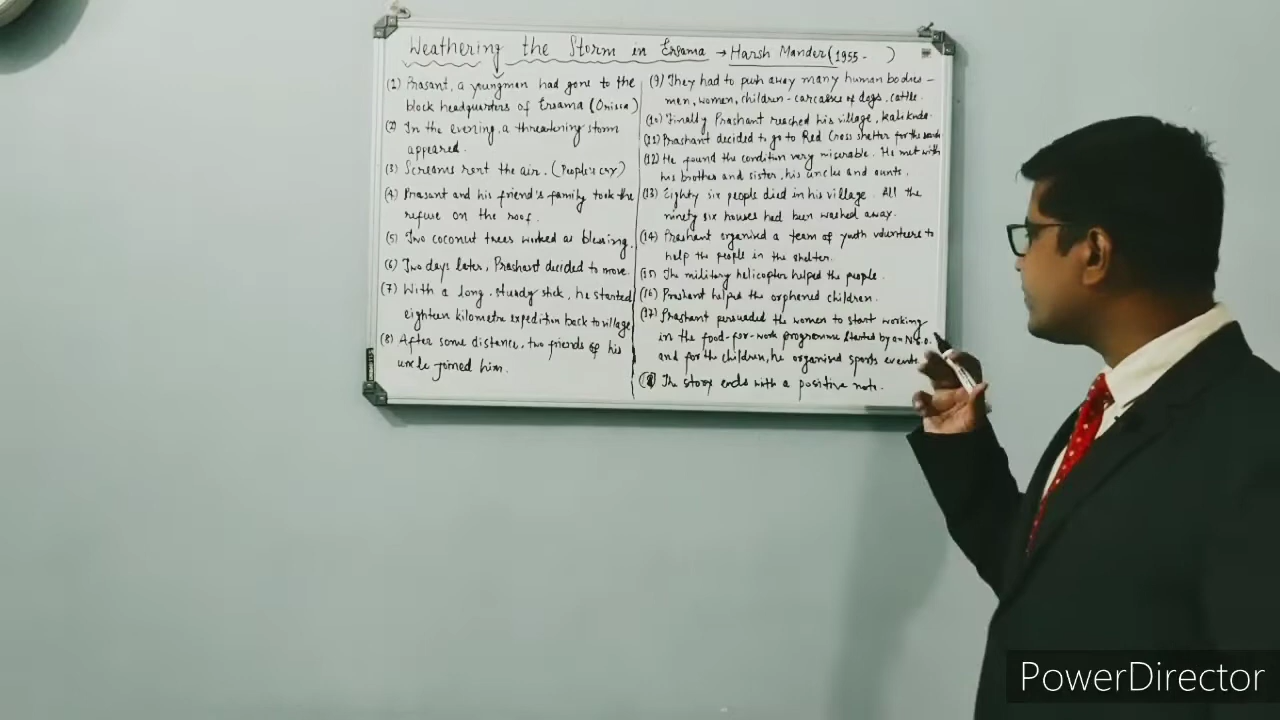 Weathering the Storm in Ersama → Harsh Mander (1955 - )
(1) Prasant, a youngman had gone to the
block headquarters of Ersama (Orissa)
(2) In the evening, a threatening storm
appeared.
(3) Screams rent the air. (People's cry)
(4) Prasant and his friend's family took the
refuse on the roof.
(5) Two coconut trees worked as blessing.
(6) Two days later, Prashant decided to move.
(7) With a long, sturdy stick, he started
eighteen kilometre expedition back to village
(8) After some distance, two friends of his
uncle joined him.
(9) They had to push away many human bodies -
men, women, children - carcasses of dogs, cattle.
(10) Finally Prashant reached his village, Kalikuda.
(11) Prashant decided to go to Red Cross shelter for the search
(12) He found the condition very miserable. He met with
his brother and sister, his uncles and aunts.
(13) Eighty six people died in his village. All the
ninety six houses had been washed away.
(14) Prashant organised a team of youth volunteers to
help the people in the shelter.
(15) The military helicopter helped the people.
(16) Prashant helped the orphened children.
(17) Prashant persuaded the women to start working
in the food-for-work programme started by an N.G.O.
and for the children, he organised sports events
(18) The story ends with a positive note.
PowerDirector